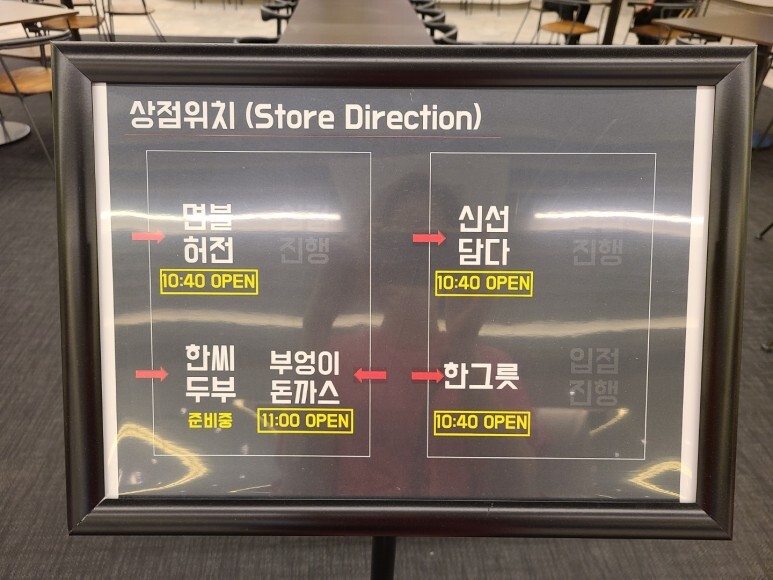 상점위치 (Store Direction)
면불
허전
입점
진행
10:40 OPEN
한씨
두부
준비중
부엉이
돈까스
11:00 OPEN
신선
담다
진행
10:40 OPEN
한그릇
10:40 OPEN
입점
진행